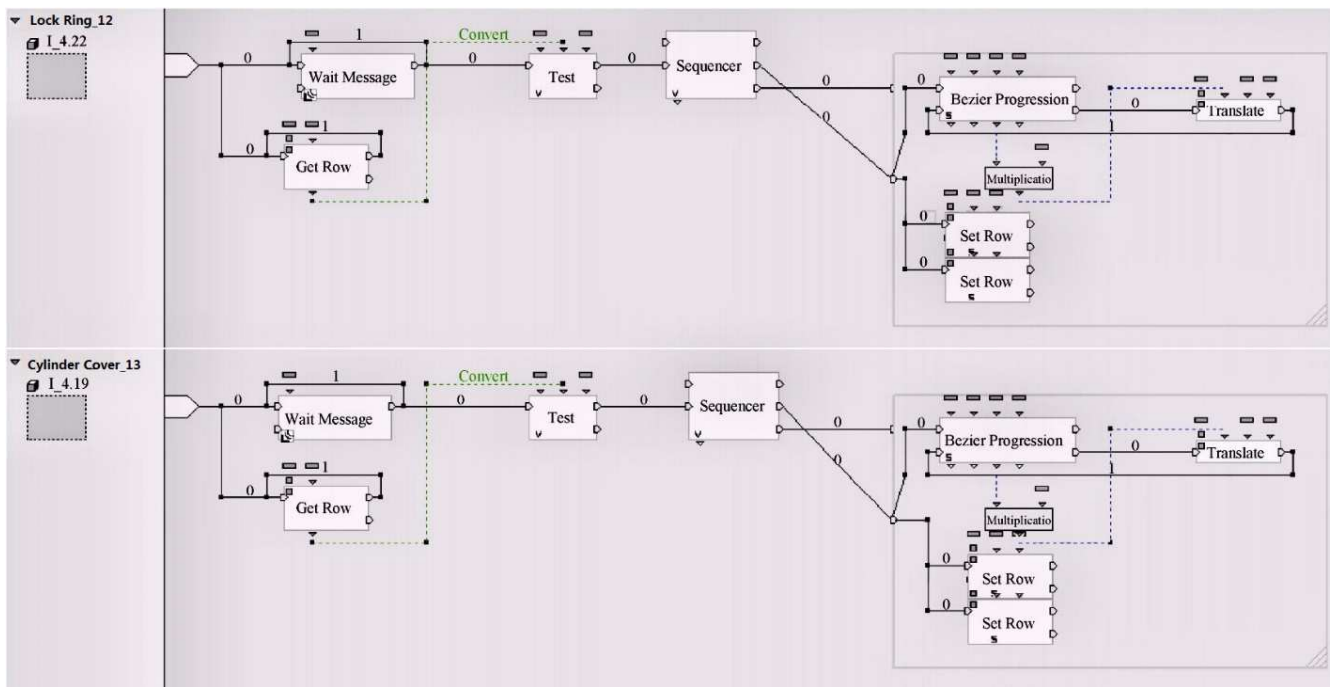 Lock Ring_12
I_4.22
0
1
Wait Message
0
Convert
Test
0
Sequencer
0
0
0
Bezier Progression
0
Translate
1
0
1
Get Row
Multiplicatio
0
Set Row
0
Set Row
Cylinder Cover_13
I_4.19
0
1
Wait Message
0
Convert
Test
0
Sequencer
0
0
0
Bezier Progression
0
Translate
1
0
1
Get Row
Multiplicatio
0
Set Row
0
Set Row